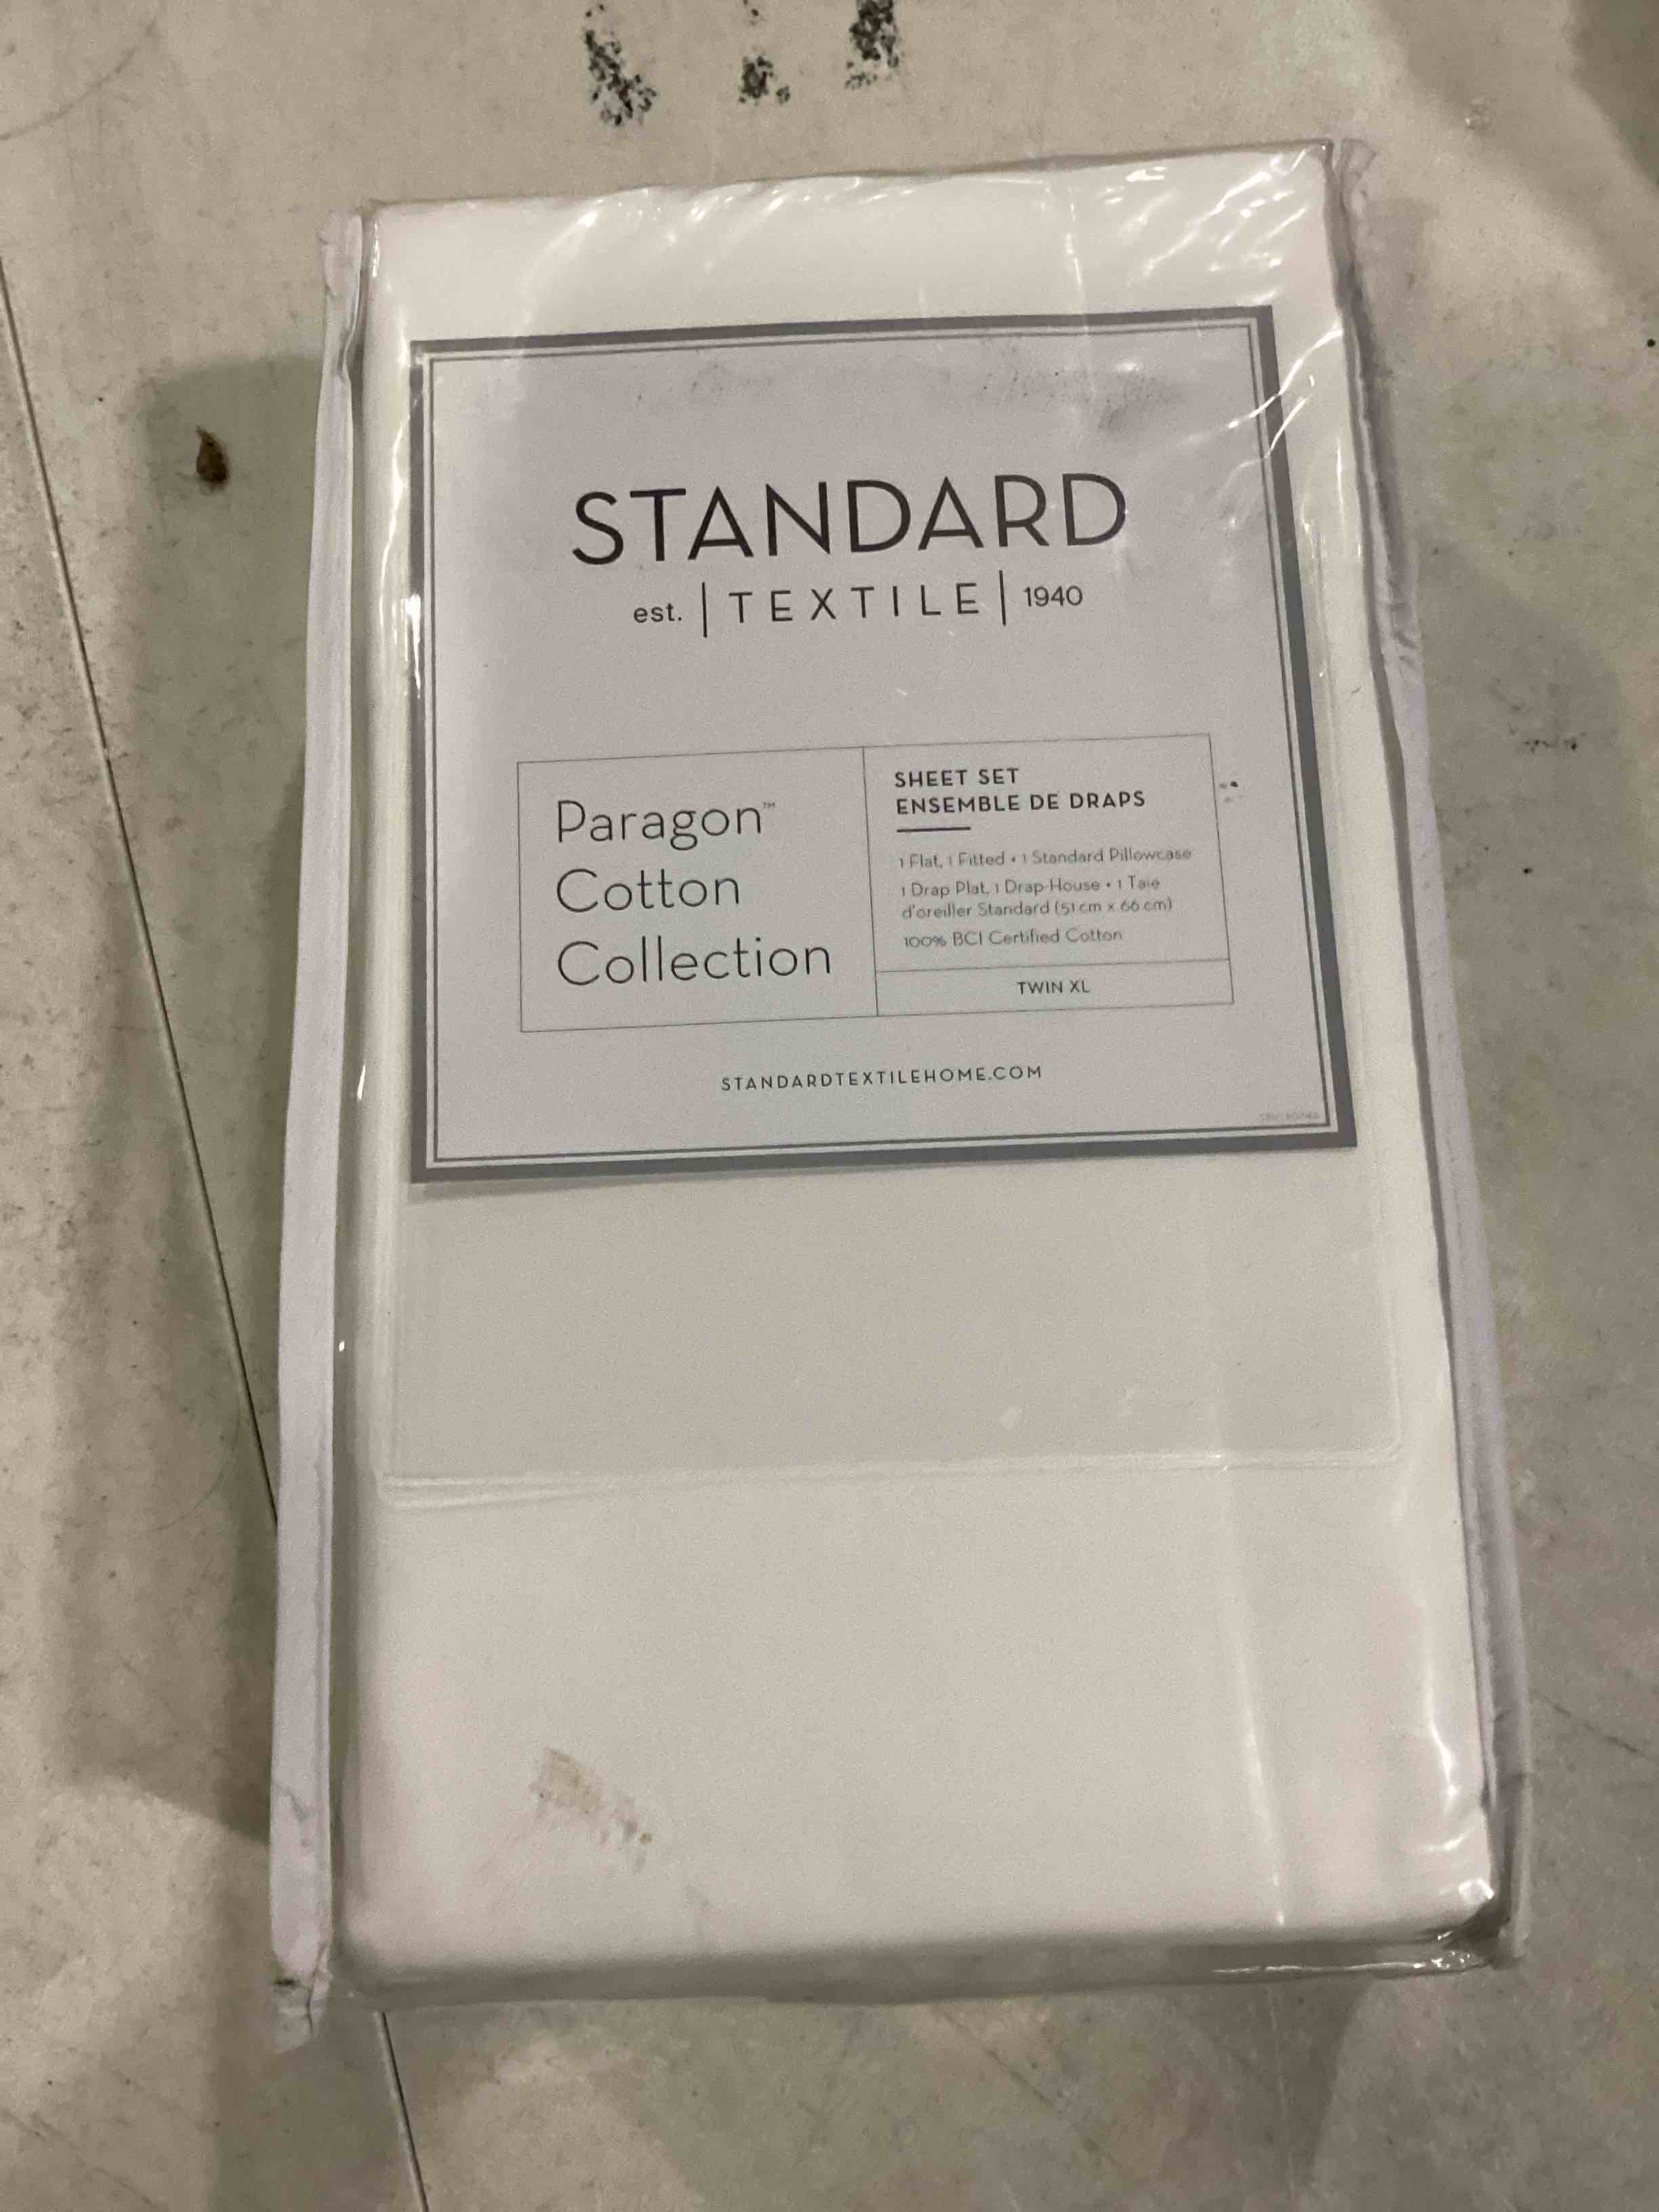 STANDARD
est. | TEXTILE | 1940
Paragon™
Cotton
Collection
SHEET SET
ENSEMBLE DE DRAPS
1 Flat, 1 Fitted • 1 Standard Pillowcase
1 Drap Plat, 1 Drap-House • 1 Taie
d'oreiller Standard (51 cm x 66 cm)
100% BCI Certified Cotton
TWIN XL
STANDARDTEXTILEHOME.COM